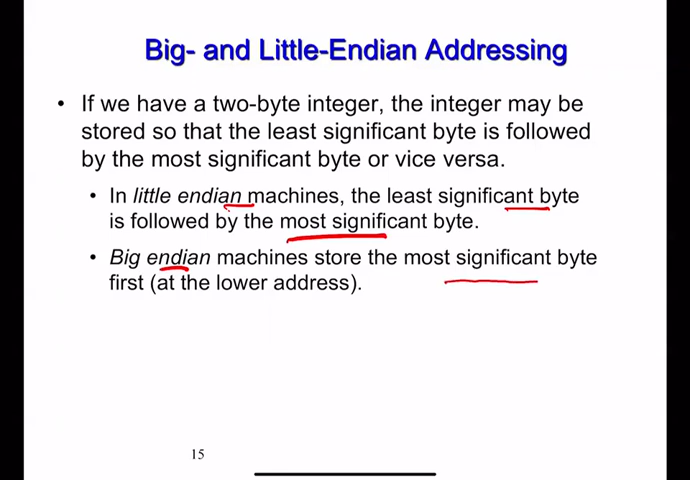 Big- and Little-Endian Addressing
• If we have a two-byte integer, the integer may be
stored so that the least significant byte is followed
by the most significant byte or vice versa.
• In little endian machines, the least significant byte
is followed by the most significant byte.
• Big endian machines store the most significant byte
first (at the lower address).
15